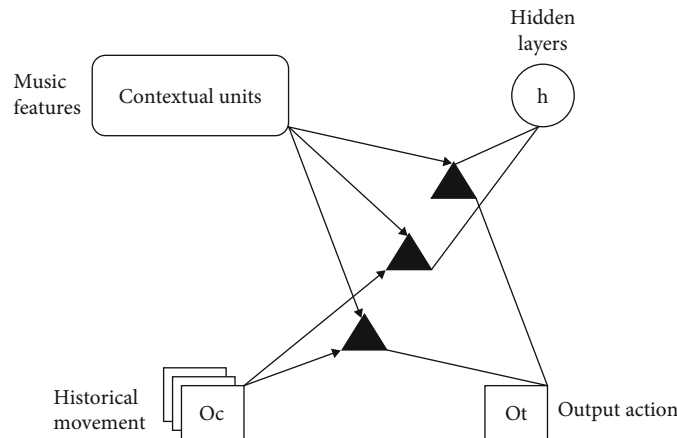 Hidden
layers
Music
features
Contextual units
h
Historical
movement
Oc
Ot
Output action